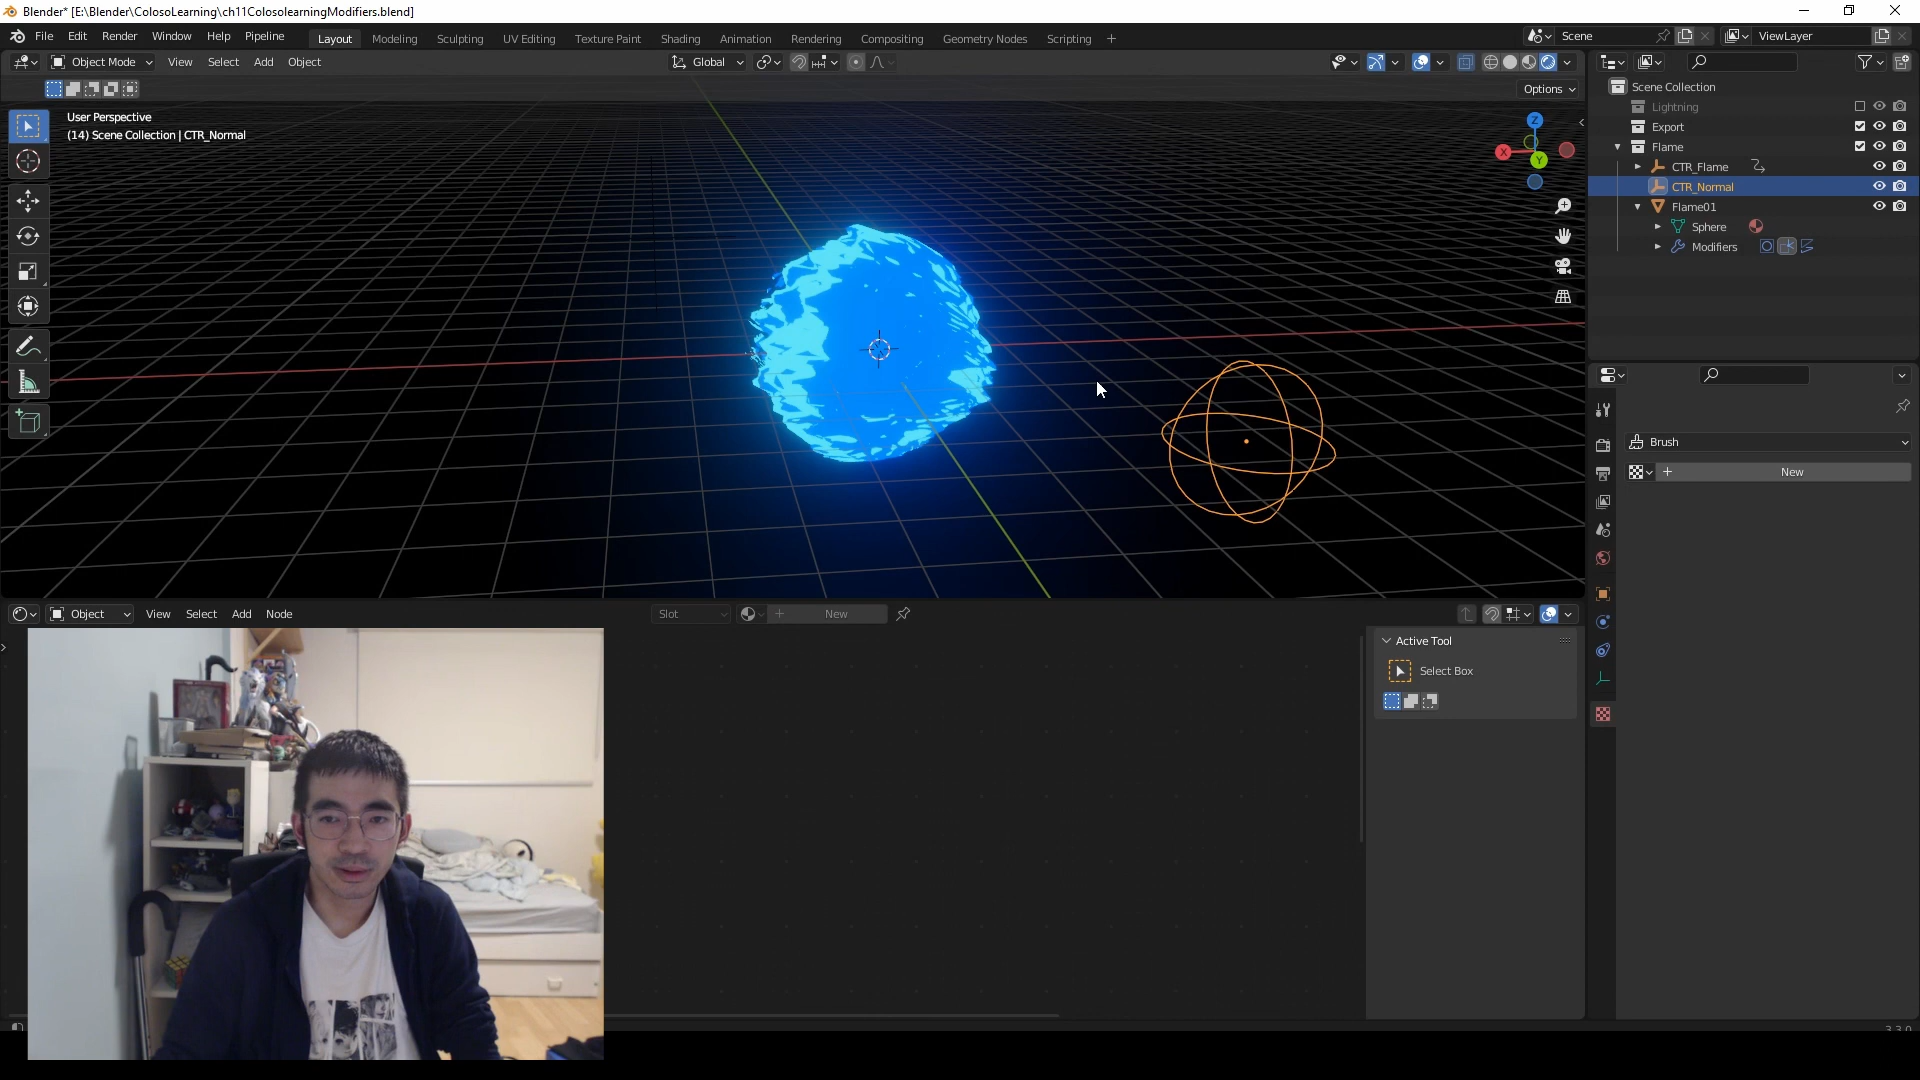 Blender* [E:\Blender\ColosoLearning\ch11ColosolearningModifiers.blend]
File Edit Render Window Help Pipeline Layout Modeling Sculpting UV Editing Texture Paint Shading Animation Rendering Compositing Geometry Nodes Scripting + Scene ViewLayer
Object Mode View Select Add Object Global
Options
User Perspective
(14) Scene Collection | CTR_Normal
Z
X
Y
Scene Collection
Lightning
Export
Flame
CTR_Flame
CTR_Normal
Flame01
Sphere
Modifiers
Brush
+ New
Object View Select Add Node Slot + New
Active Tool
Select Box
3.3.0